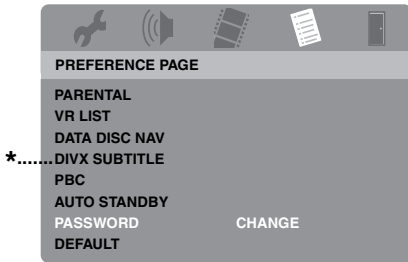 PREFERENCE PAGE
PARENTAL
VR LIST
DATA DISC NAV
*.......DIVX SUBTITLE
PBC
AUTO STANDBY
PASSWORD CHANGE
DEFAULT